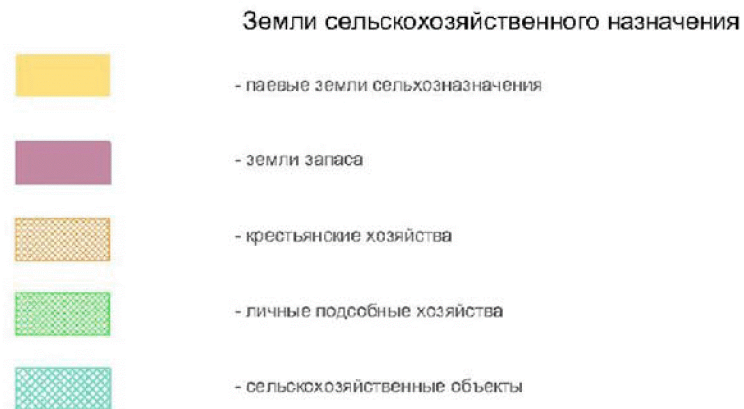 Земли сельскохозяйственного назначения
- паевые земли сельхозназначения
- земли запаса
- крестьянские хозяйства
- личные подсобные хозяйства
- сельскохозяйственные объекты